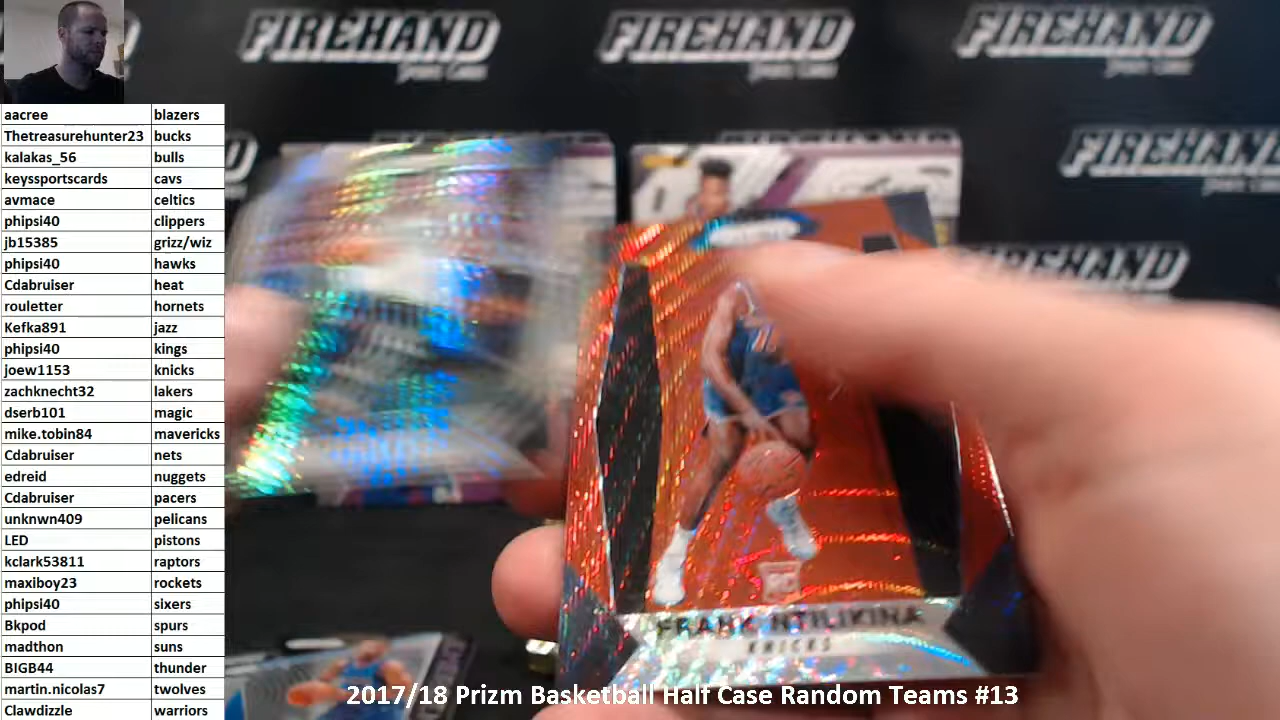 FIREHAND
FIREHAND
FIREHAND
FIREHAND
FIREHAND
aacree blazers
Thetreasurehunter23 bucks
kalakas_56 bulls
keyssportscards cavs
avmace celtics
phipsi40 clippers
jb15385 grizz/wiz
phipsi40 hawks
Cdabruiser heat
rouletter hornets
Kefka891 jazz
phipsi40 kings
joew1153 knicks
zachknecht32 lakers
dserb101 magic
mike.tobin84 mavericks
Cdabruiser nets
edreid nuggets
Cdabruiser pacers
unknwn409 pelicans
LED pistons
kclark53811 raptors
maxiboy23 rockets
phipsi40 sixers
Bkpod spurs
madthon suns
BIGB44 thunder
martin.nicolas7 twolves
Clawdizzle warriors
FRANK NTILIKINA
KNICKS
2017/18 Prizm Basketball Half Case Random Teams #13